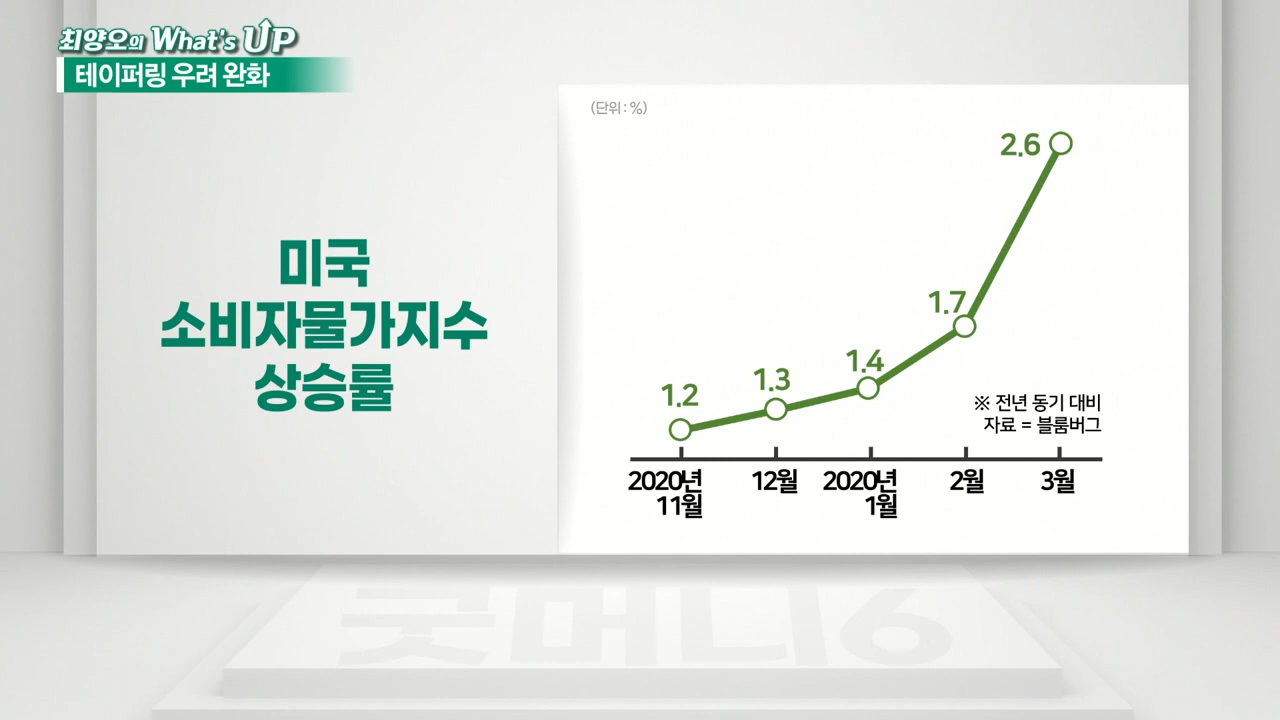 최양오의 What's UP
테이퍼링 우려 완화
(단위 : %)
미국
소비자물가지수
상승률
1.2
1.3
1.4
1.7
2.6
※ 전년 동기 대비
자료 = 블룸버그
2020년
11월
12월
2020년
1월
2월
3월
굿머니6